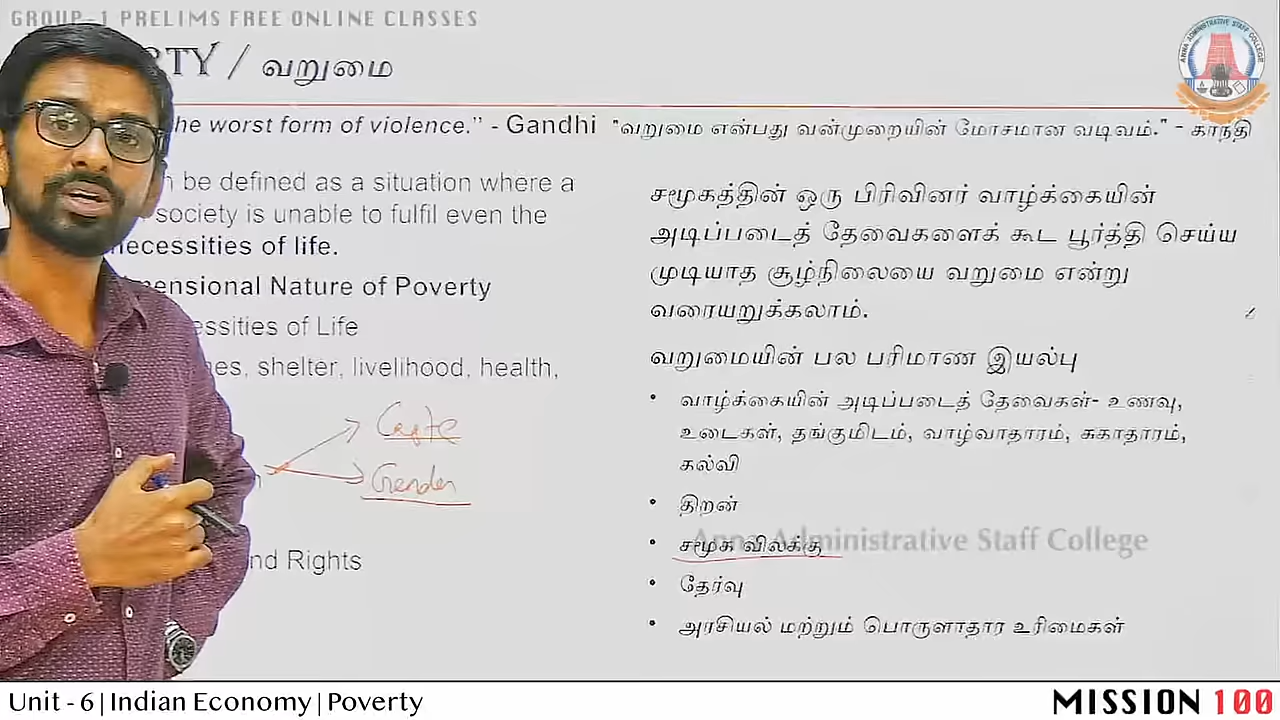 GROUP-1 PRELIMS FREE ONLINE CLASSES
RTY / வறுமை
ANNA ADMINISTRATIVE STAFF COLLEGE
he worst form of violence." - Gandhi
"வறுமை என்பது வன்முறையின் மோசமான வடிவம்." - காந்தி
n be defined as a situation where a
society is unable to fulfil even the
necessities of life.
mensional Nature of Poverty
essities of Life
hes, shelter, livelihood, health,
Caste
Gender
nd Rights
சமூகத்தின் ஒரு பிரிவினர் வாழ்க்கையின்
அடிப்படைத் தேவைகளைக் கூட பூர்த்தி செய்ய
முடியாத சூழ்நிலையை வறுமை என்று
வரையறுக்கலாம்.
வறுமையின் பல பரிமாண இயல்பு
• வாழ்க்கையின் அடிப்படைத் தேவைகள்- உணவு,
உடைகள், தங்குமிடம், வாழ்வாதாரம், சுகாதாரம்,
கல்வி
• திறன்
• சமூக விலக்கு
Anna Administrative Staff College
• தேர்வு
• அரசியல் மற்றும் பொருளாதார உரிமைகள்
Unit - 6 | Indian Economy | Poverty
MISSION 100